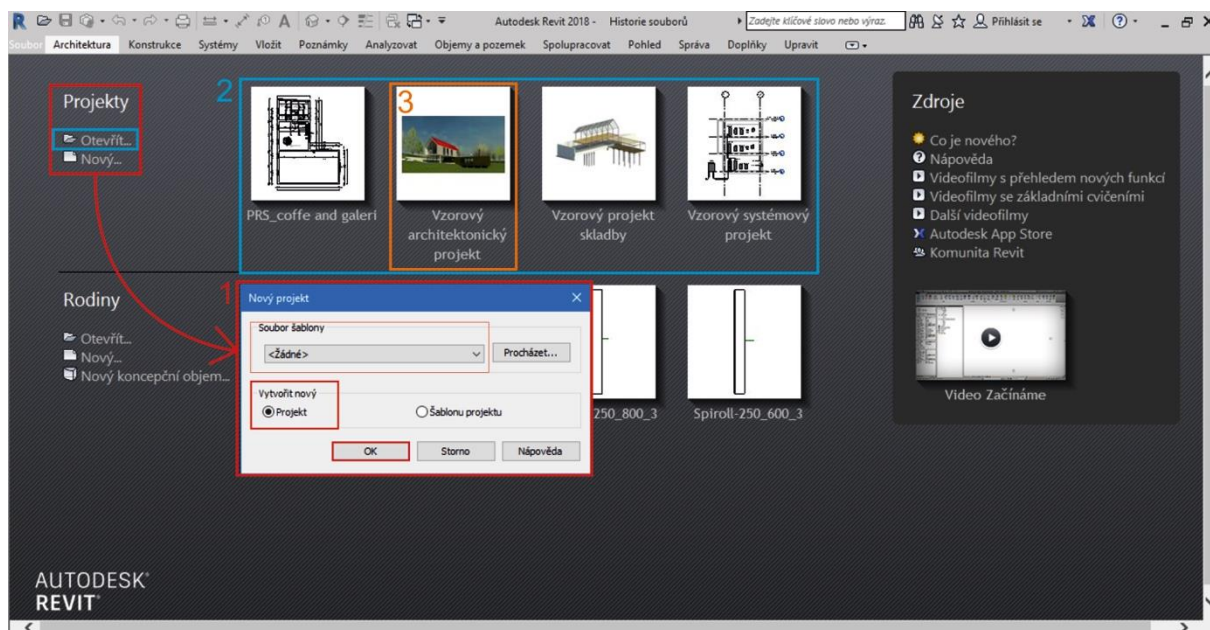 Autodesk Revit 2018 - Historie souborů
Zadejte klíčové slovo nebo výraz.
Přihlásit se
Soubor Architektura Konstrukce Systémy Vložit Poznámky Analyzovat Objemy a pozemek Spolupracovat Pohled Správa Doplňky Upravit
Projekty
Otevřít...
Nový...
2
3
PRS_coffe and galeri
Vzorový
architektonický
projekt
Vzorový projekt
skladby
Vzorový systémový
projekt
Rodiny
Otevřít...
Nový...
Nový koncepční objem...
1
Nový projekt
Soubor šablony
<Žádné>
Procházet...
Vytvořit nový
Projekt
Šablonu projektu
OK
Storno
Nápověda
250_800_3
Spiroll-250_600_3
Zdroje
Co je nového?
Nápověda
Videofilmy s přehledem nových funkcí
Videofilmy se základními cvičeními
Další videofilmy
Autodesk App Store
Komunita Revit
Video Začínáme
AUTODESK®
REVIT®